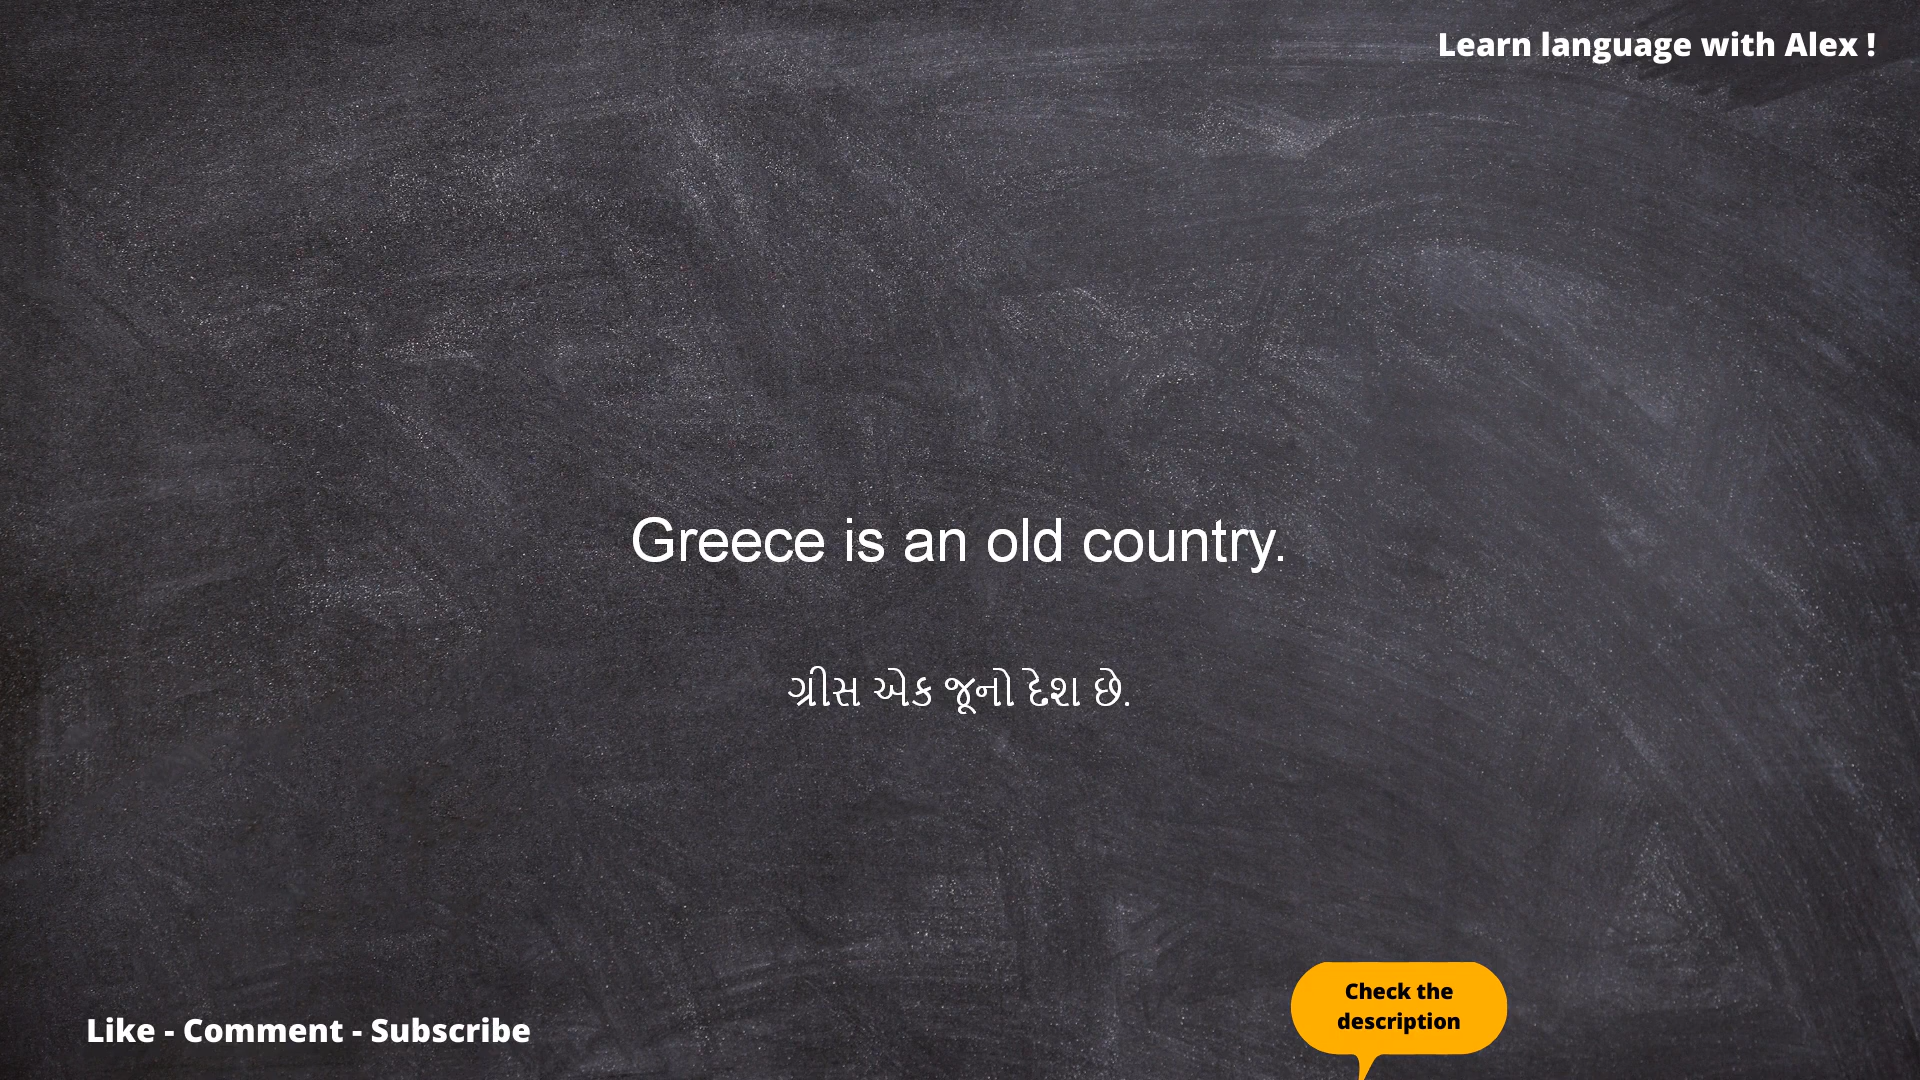 Learn language with Alex !
Greece is an old country.
ગ્રીસ એક જૂનો દેશ છે.
Check the
description
Like - Comment - Subscribe